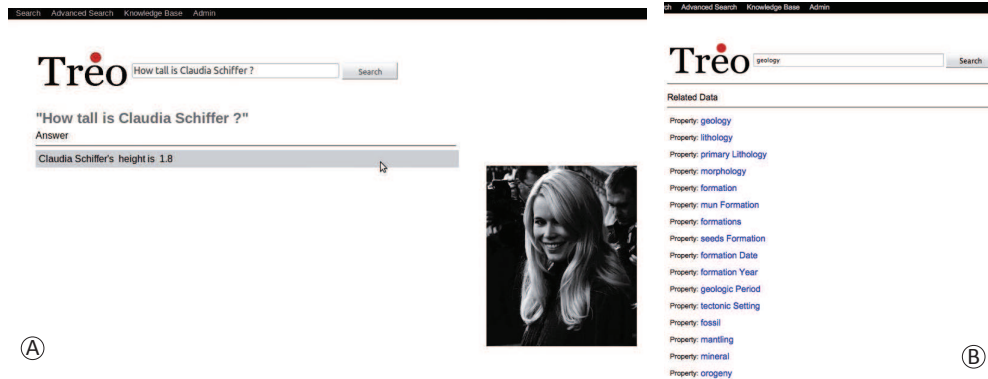 Search Advanced Search Knowledge Base Admin
Treo How tall is Claudia Schiffer ? Search
"How tall is Claudia Schiffer ?"
Answer
Claudia Schiffer's height is 1.8
A
ch Advanced Search Knowledge Base Admin
Treo geology Search
Related Data
Property: geology
Property: lithology
Property: primary Lithology
Property: morphology
Property: formation
Property: mun Formation
Property: formations
Property: seeds Formation
Property: formation Date
Property: formation Year
Property: geologic Period
Property: tectonic Setting
Property: fossil
Property: mantling
Property: mineral
Property: orogeny
B